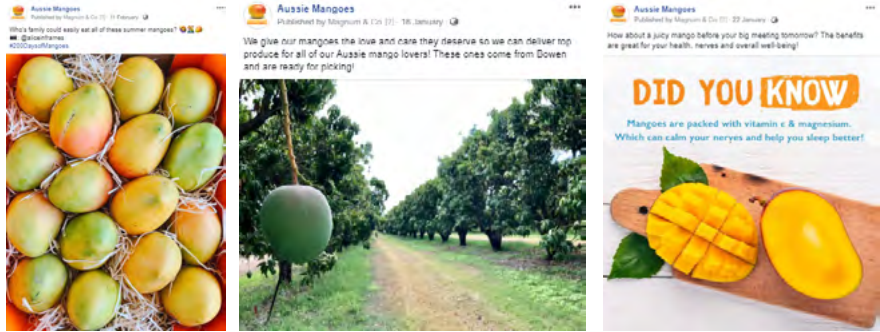 Aussie Mangoes
Published by Magnum & Co [?] · 11 February
Who's family could easily eat all of these summer mangoes?
@aliceinframes
#200DaysofMangoes
Aussie Mangoes
Published by Magnum & Co [?] · 18 January
We give our mangoes the love and care they deserve so we can deliver top
produce for all of our Aussie mango lovers! These ones come from Bowen
and are ready for picking!
Aussie Mangoes
Published by Magnum & Co [?] · 22 January
How about a juicy mango before your big meeting tomorrow? The benefits
are great for your health, nerves and overall well-being!
DID YOU KNOW
Mangoes are packed with vitamin c & magnesium.
Which can calm your nerves and help you sleep better!